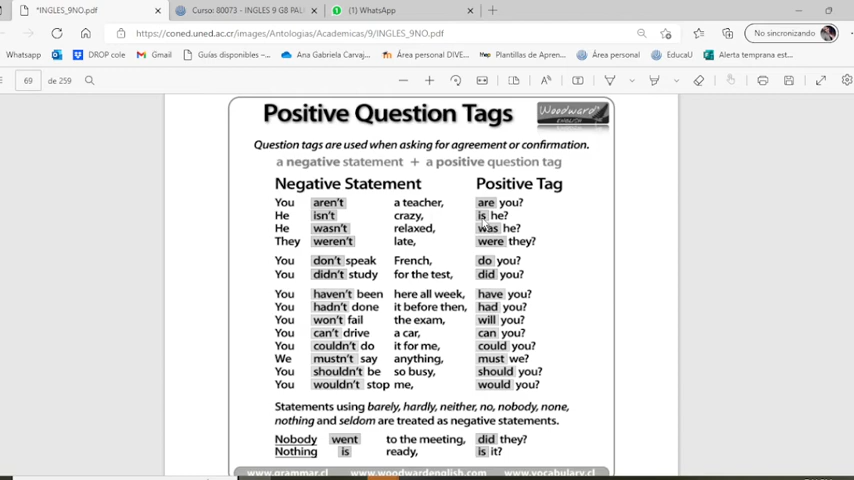 *INGLES_9NO.pdf
Curso: 80073 - INGLES 9 G8 PAL
(1) WhatsApp
https://coned.uned.ac.cr/images/Antologias/Academicas/9/INGLES_9NO.pdf
No sincronizando
Whatsapp
DROP cole
Gmail
Guías disponibles –...
Ana Gabriela Carvaj...
Área personal DIVE...
Plantillas de Apren...
Área personal
EducaU
Alerta temprana est...
69 de 259
Positive Question Tags
Woodward
ENGLISH
Question tags are used when asking for agreement or confirmation.
a negative statement + a positive question tag
Negative Statement Positive Tag
You aren't a teacher, are you?
He isn't crazy, is he?
He wasn't relaxed, was he?
They weren't late, were they?
You don't speak French, do you?
You didn't study for the test, did you?
You haven't been here all week, have you?
You hadn't done it before then, had you?
You won't fail the exam, will you?
You can't drive a car, can you?
You couldn't do it for me, could you?
We mustn't say anything, must we?
You shouldn't be so busy, should you?
You wouldn't stop me, would you?
Statements using barely, hardly, neither, no, nobody, none,
nothing and seldom are treated as negative statements.
Nobody went to the meeting, did they?
Nothing is ready, is it?
www.grammar.cl www.woodwardenglish.com www.vocabulary.cl